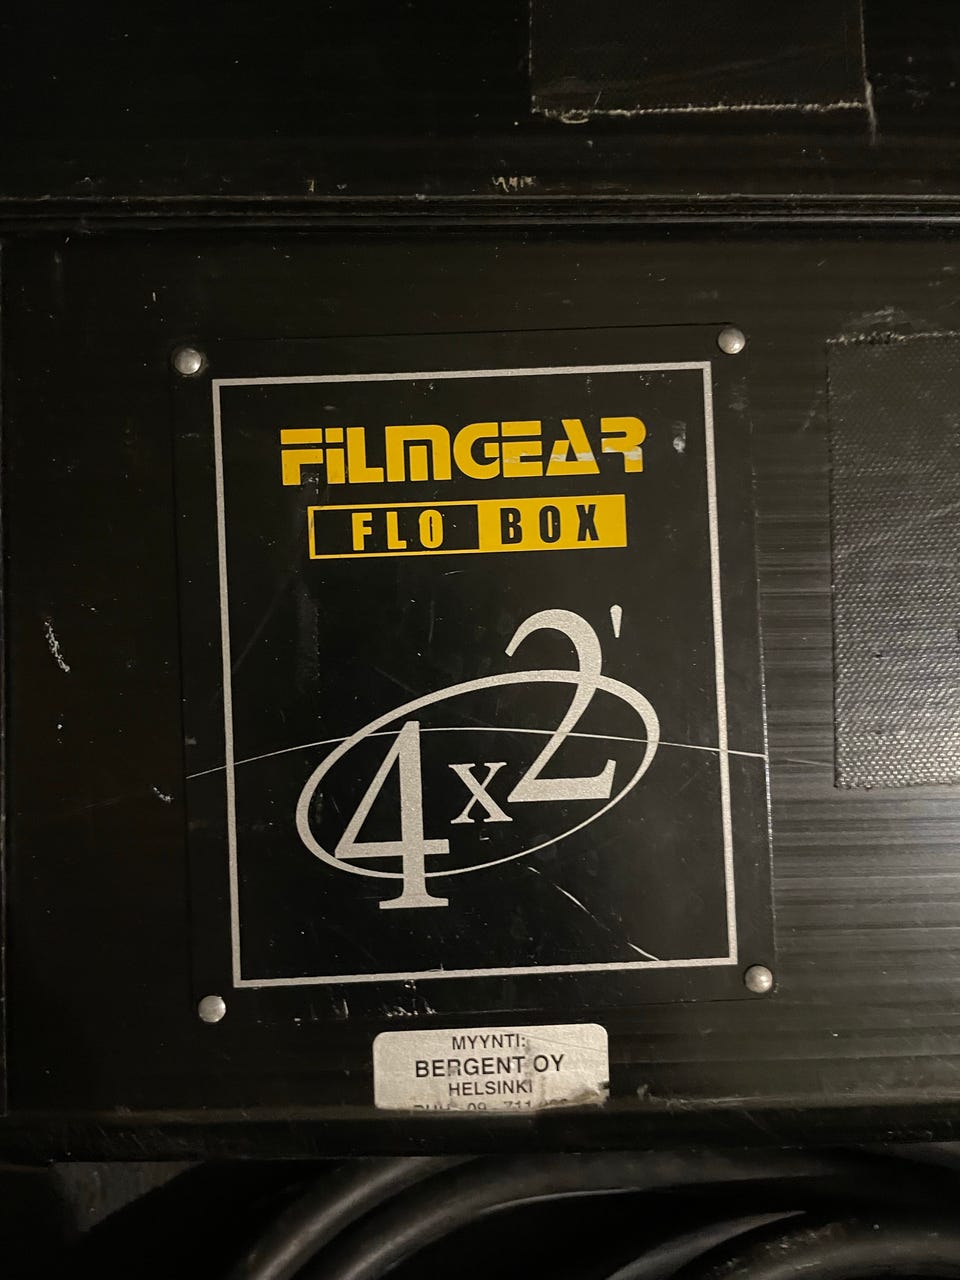 FILMGEAR
FLO BOX
4x2'
MYYNTI:
BERGENT OY
HELSINKI